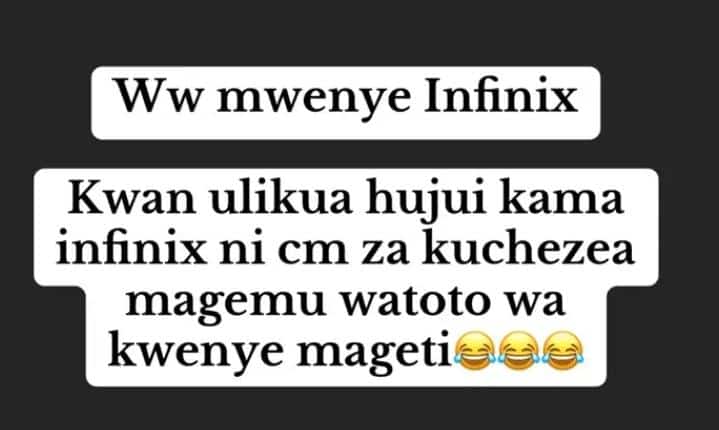 Ww mwenye Infinix
Kwan ulikua hujui kama
infinix ni cm za kuchezea
magemu watoto wa
kwenye mageti😂😂😂